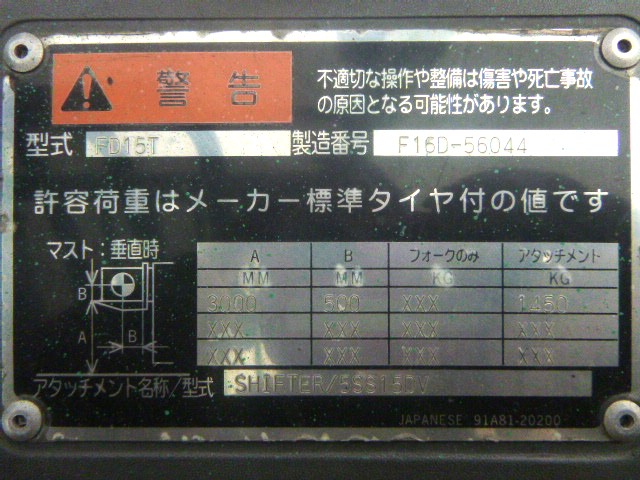 警告
不適切な操作や整備は傷害や死亡事故
の原因となる可能性があります。
型式 FD15T 製造番号 F16D-56044
許容荷重はメーカー標準タイヤ付の値です
マスト：垂直時
A B フォークのみ アタッチメント
MM MM KG KG
3000 500 XXX 1450
XXX XXX XXX XXX
XXX XXX XXX XXX
B
A B
アタッチメント名称/型式 SHIFTER/5SS15DV
JAPANESE 91A81-20200